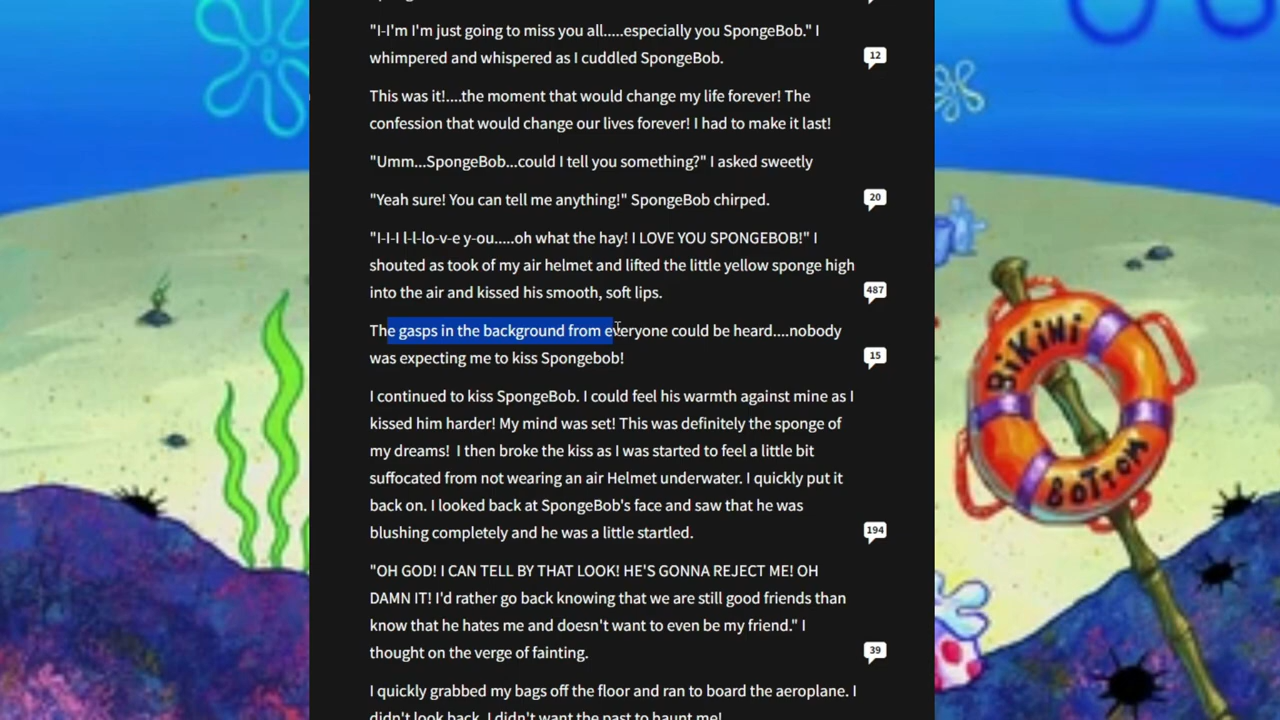 "I-I'm I'm just going to miss you all.....especially you SpongeBob." I
whimpered and whispered as I cuddled SpongeBob.
12
This was it!....the moment that would change my life forever! The
confession that would change our lives forever! I had to make it last!
"Umm...SpongeBob...could I tell you something?" I asked sweetly
"Yeah sure! You can tell me anything!" SpongeBob chirped.
20
"I-I-I l-l-lo-v-e y-ou.....oh what the hay! I LOVE YOU SPONGEBOB!" I
shouted as took of my air helmet and lifted the little yellow sponge high
into the air and kissed his smooth, soft lips.
487
The gasps in the background from everyone could be heard....nobody
was expecting me to kiss Spongebob!
15
I continued to kiss SpongeBob. I could feel his warmth against mine as I
kissed him harder! My mind was set! This was definitely the sponge of
my dreams!  I then broke the kiss as I was started to feel a little bit
suffocated from not wearing an air Helmet underwater. I quickly put it
back on. I looked back at SpongeBob's face and saw that he was
blushing completely and he was a little startled.
194
"OH GOD! I CAN TELL BY THAT LOOK! HE'S GONNA REJECT ME! OH
DAMN IT! I'd rather go back knowing that we are still good friends than
know that he hates me and doesn't want to even be my friend." I
thought on the verge of fainting.
39
I quickly grabbed my bags off the floor and ran to board the aeroplane. I
didn't look back. I didn't want the past to haunt me!
BIKINI
BOTTOM